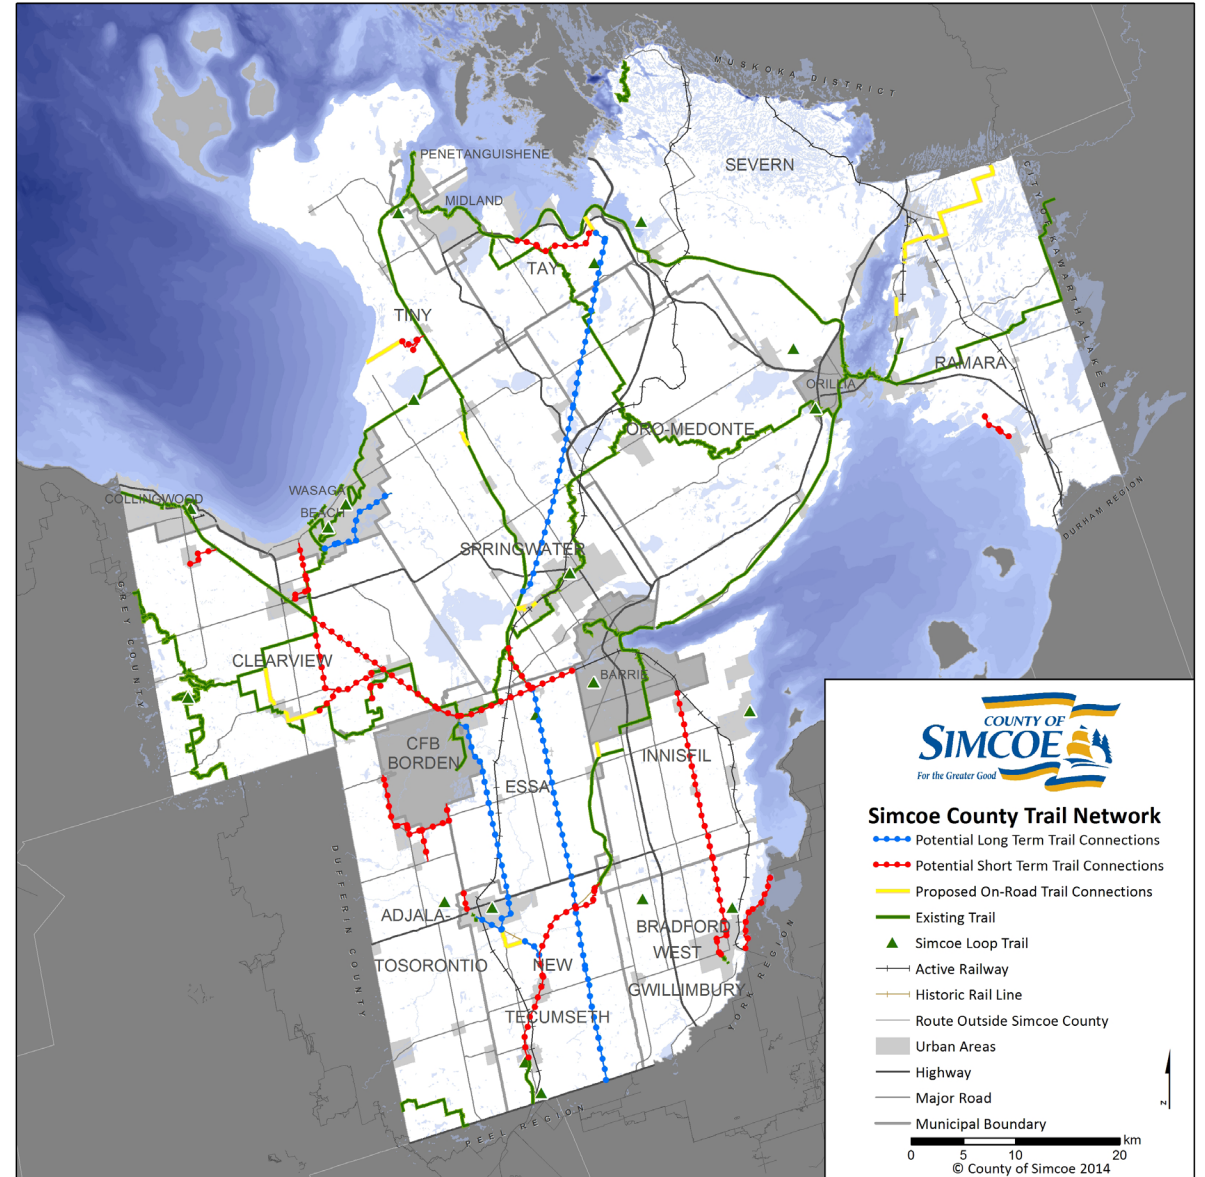 MUSKOKA DISTRICT
PENETANGUISHENE
SEVERN
MIDLAND
CITY OF KAWARTHA LAKES
TAY
TINY
RAMARA
ORILLIA
ORO-MEDONTE
COLLINGWOOD
WASAGA
BEACH
DURHAM REGION
SPRINGWATER
GREY COUNTY
CLEARVIEW
BARRIE
CFB
BORDEN
INNISFIL
ESSA
DUFFERIN COUNTY
ADJALA-
TOSORONTIO
BRADFORD
WEST
GWILLIMBURY
NEW
TECUMSETH
YORK REGION
PEEL REGION
COUNTY OF
SIMCOE
For the Greater Good
Simcoe County Trail Network
Potential Long Term Trail Connections
Potential Short Term Trail Connections
Proposed On-Road Trail Connections
Existing Trail
Simcoe Loop Trail
Active Railway
Historic Rail Line
Route Outside Simcoe County
Urban Areas
Highway
Major Road
Municipal Boundary
z
km
0 5 10 20
© County of Simcoe 2014